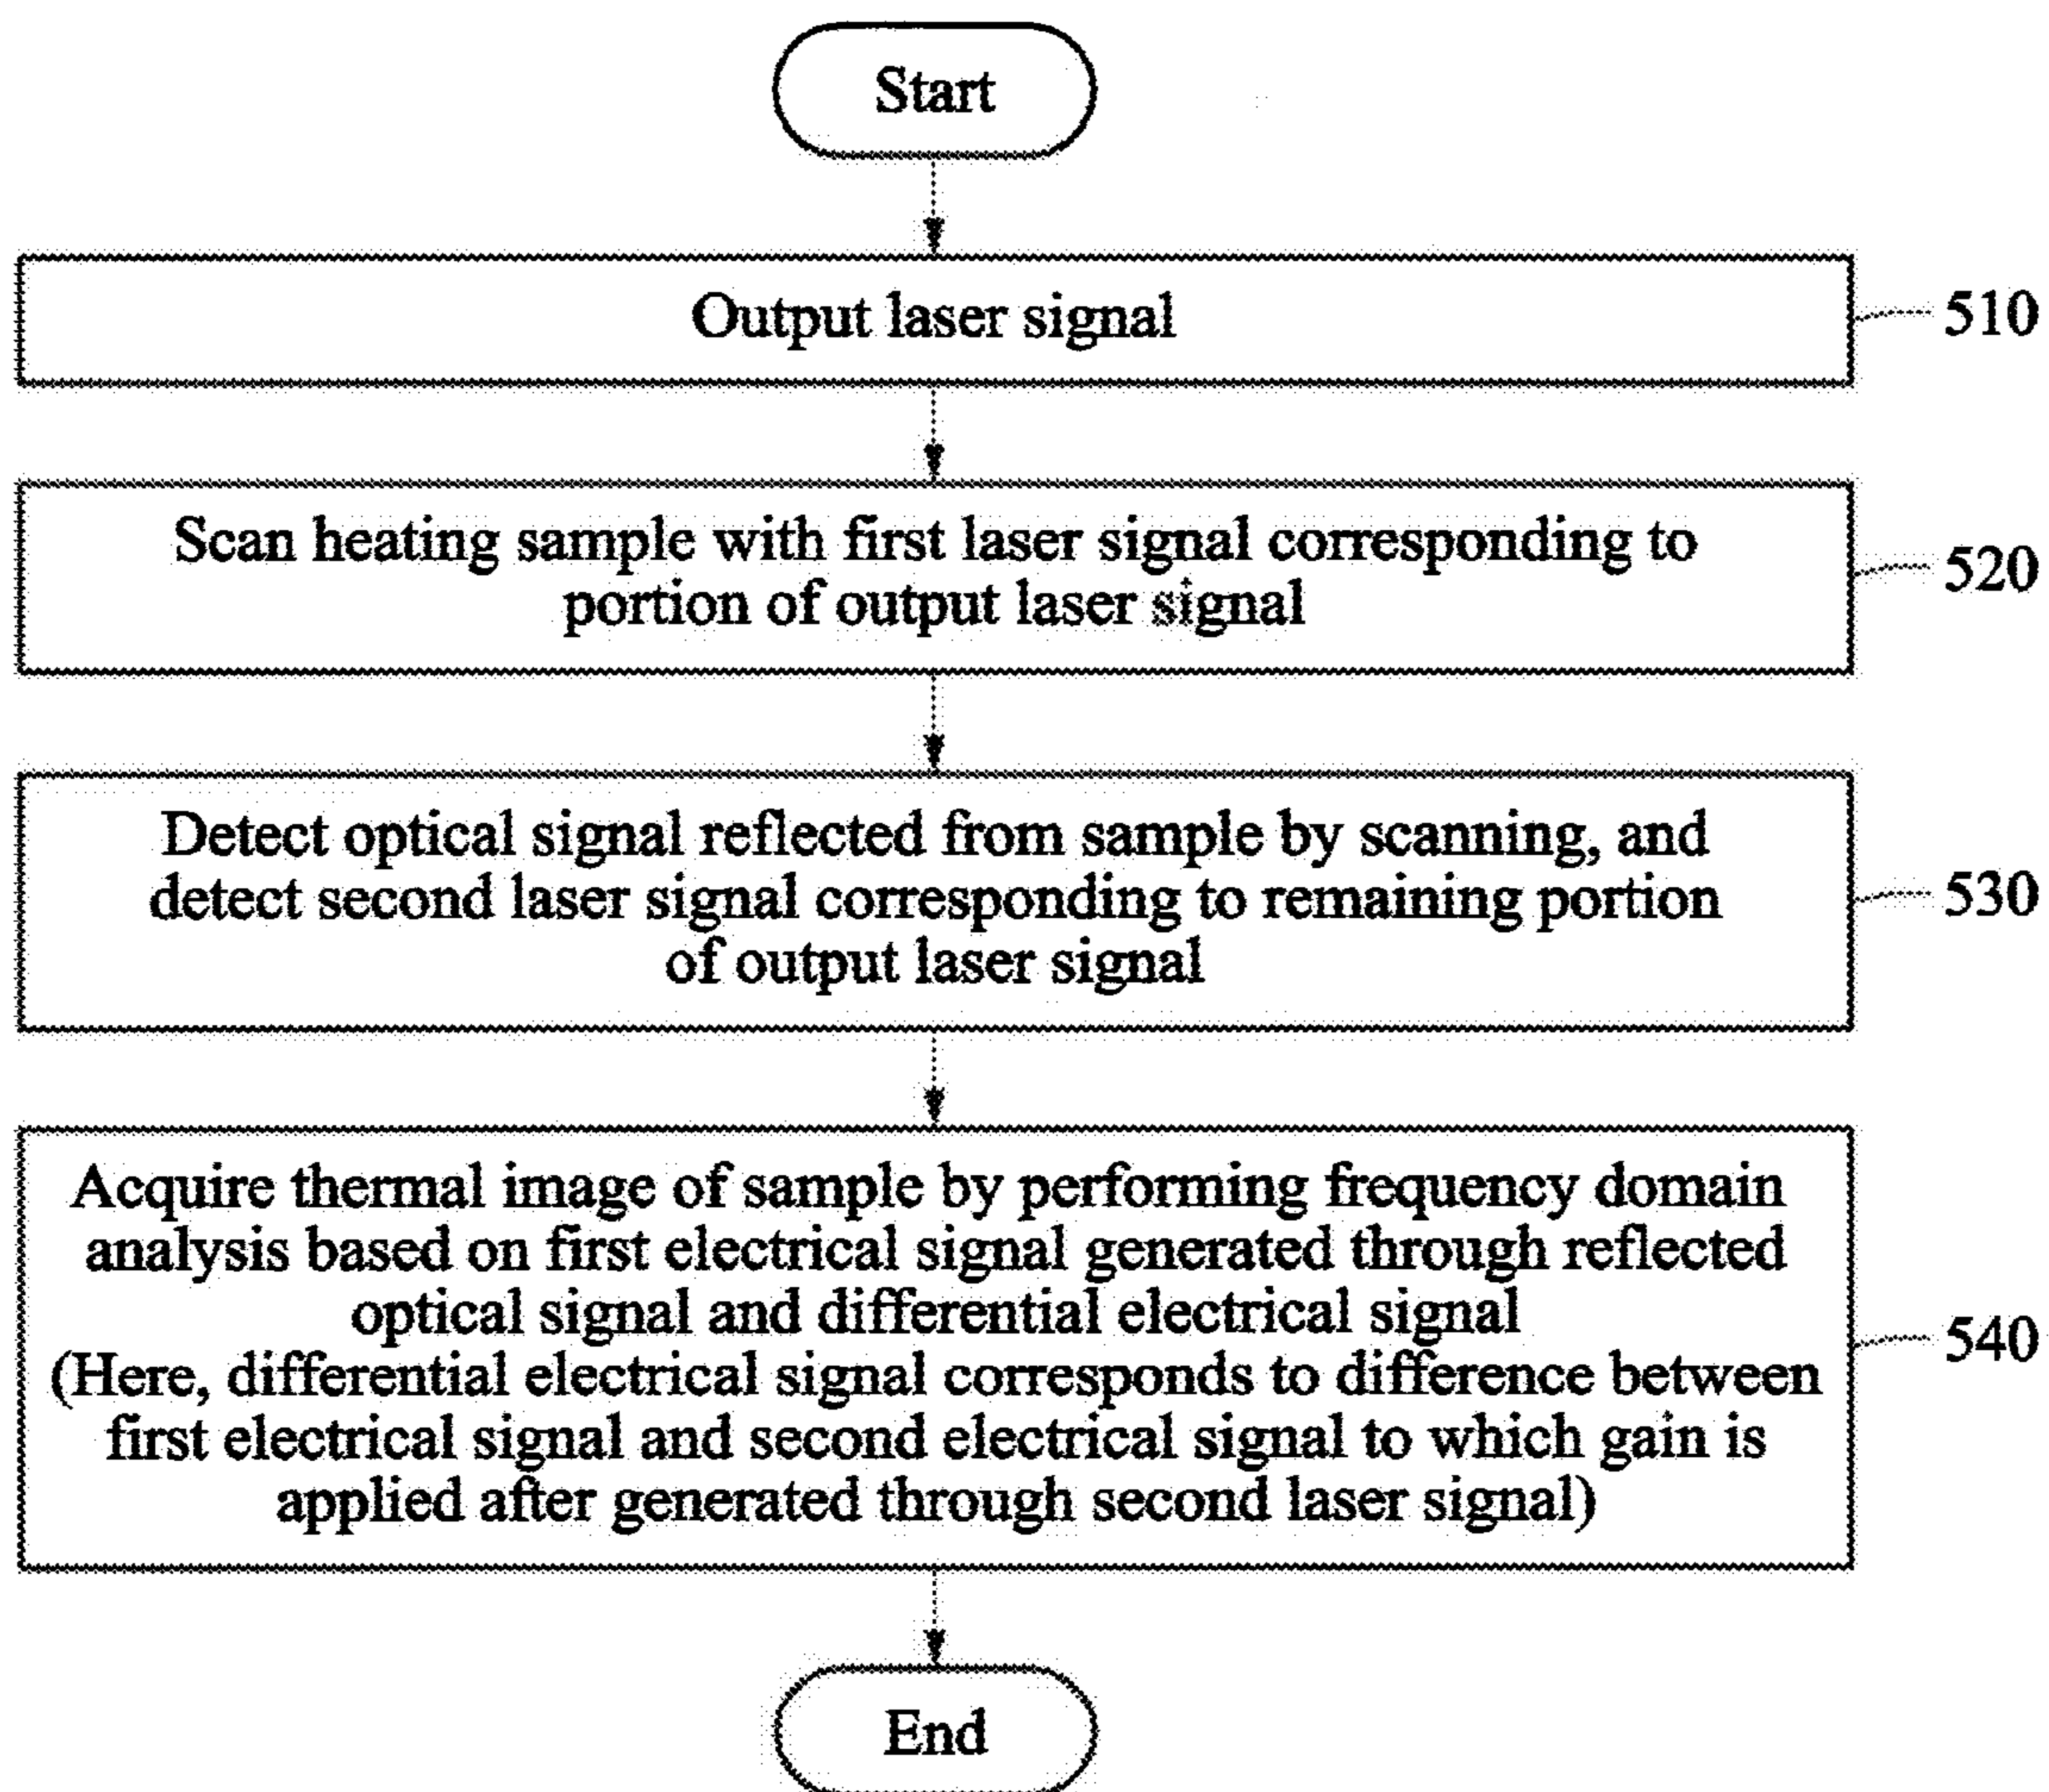 Start
Output laser signal
510
Scan heating sample with first laser signal corresponding to
portion of output laser signal
520
Detect optical signal reflected from sample by scanning, and
detect second laser signal corresponding to remaining portion
of output laser signal
530
Acquire thermal image of sample by performing frequency domain
analysis based on first electrical signal generated through reflected
optical signal and differential electrical signal
(Here, differential electrical signal corresponds to difference between
first electrical signal and second electrical signal to which gain is
applied after generated through second laser signal)
540
End